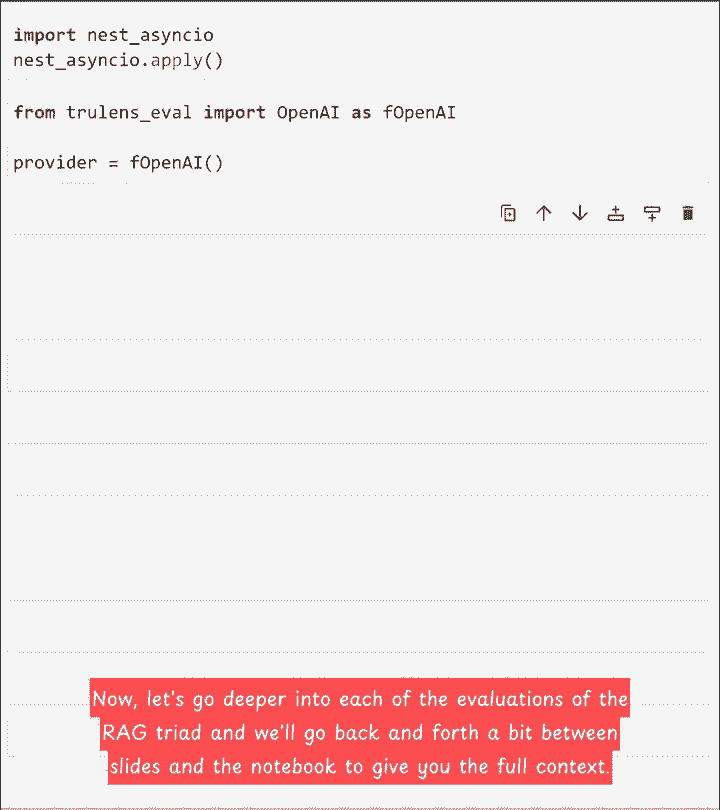 import nest_asyncio
nest_asyncio.apply()
from trulens_eval import OpenAI as fOpenAI
provider = fOpenAI()
Now, let's go deeper into each of the evaluations of the
RAG triad and we'll go back and forth a bit between
slides and the notebook to give you the full context.